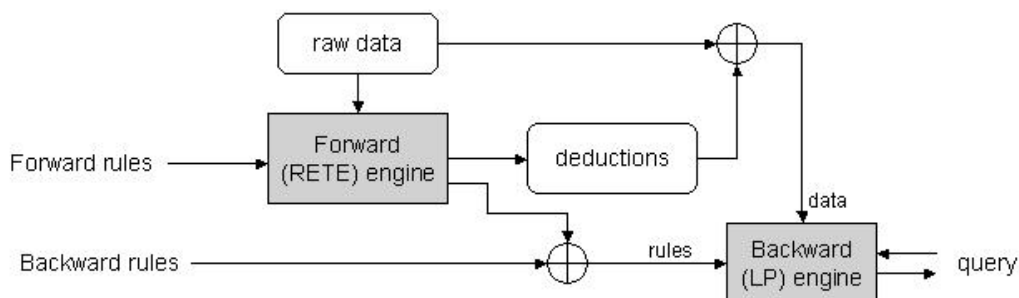 raw data
Forward
(RETE) engine
deductions
Forward rules
data
Backward rules
rules
Backward
(LP) engine
query